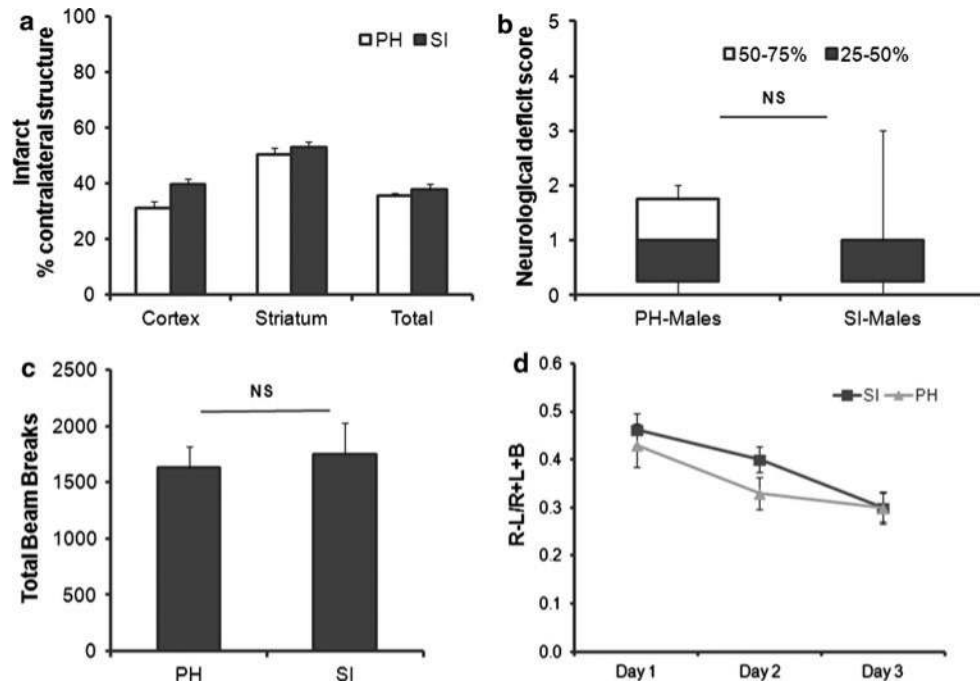 a
100
80
60
40
20
0
Infarct
% contralateral structure
PH SI
Cortex Striatum Total
b
5
4
3
2
1
0
Neurological deficit score
50-75% 25-50%
NS
PH-Males SI-Males
c
2500
2000
1500
1000
500
0
Total Beam Breaks
NS
PH SI
d
0.6
0.5
0.4
0.3
0.2
0.1
0.0
R-L/R+L+B
SI PH
Day 1 Day 2 Day 3